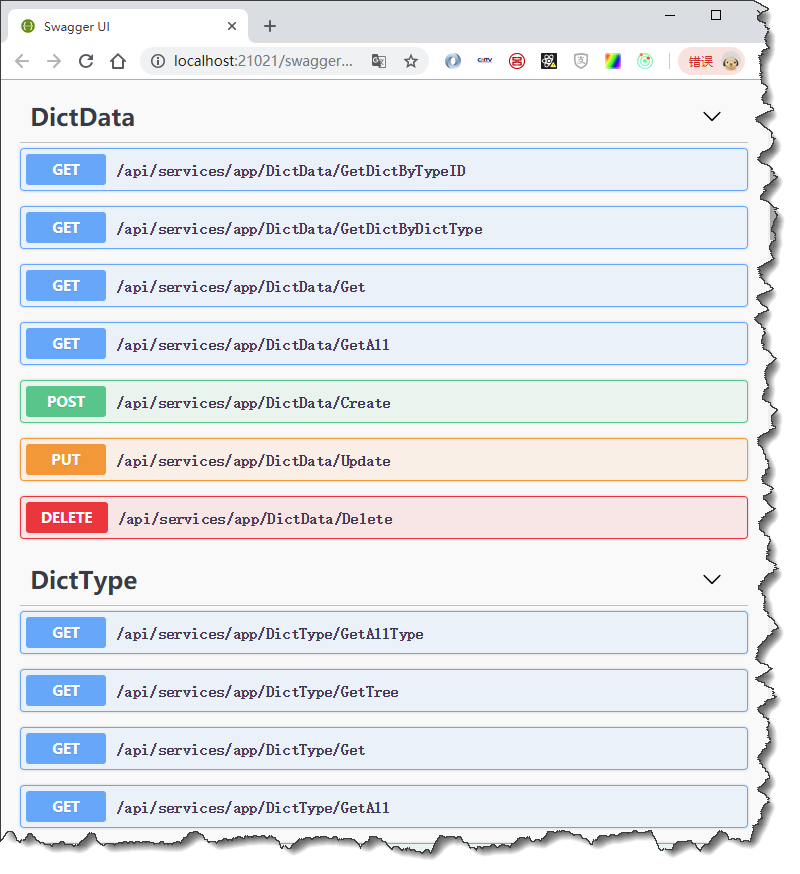 Swagger UI
localhost:21021/swagger...
错误
DictData
GET /api/services/app/DictData/GetDictByTypeID
GET /api/services/app/DictData/GetDictByDictType
GET /api/services/app/DictData/Get
GET /api/services/app/DictData/GetAll
POST /api/services/app/DictData/Create
PUT /api/services/app/DictData/Update
DELETE /api/services/app/DictData/Delete
DictType
GET /api/services/app/DictType/GetAllType
GET /api/services/app/DictType/GetTree
GET /api/services/app/DictType/Get
GET /api/services/app/DictType/GetAll